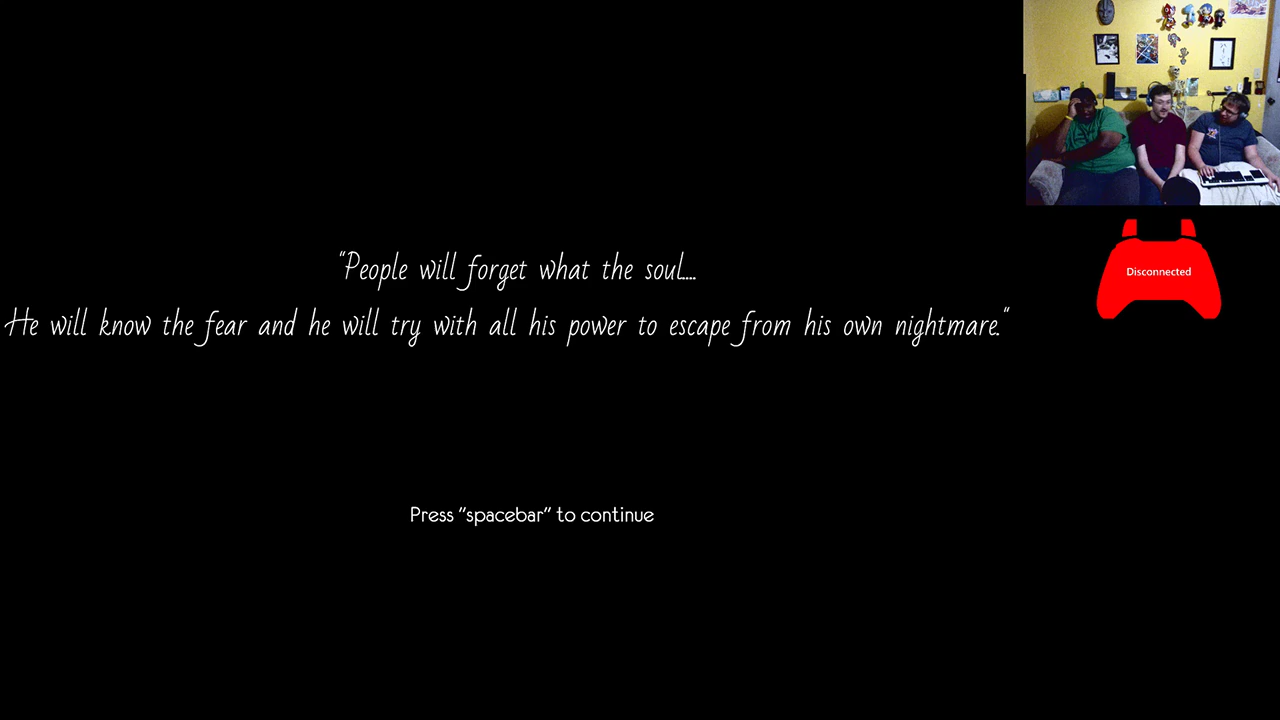 "People will forget what the soul....
He will know the fear and he will try with all his power to escape from his own nightmare."
Press "spacebar" to continue
Disconnected